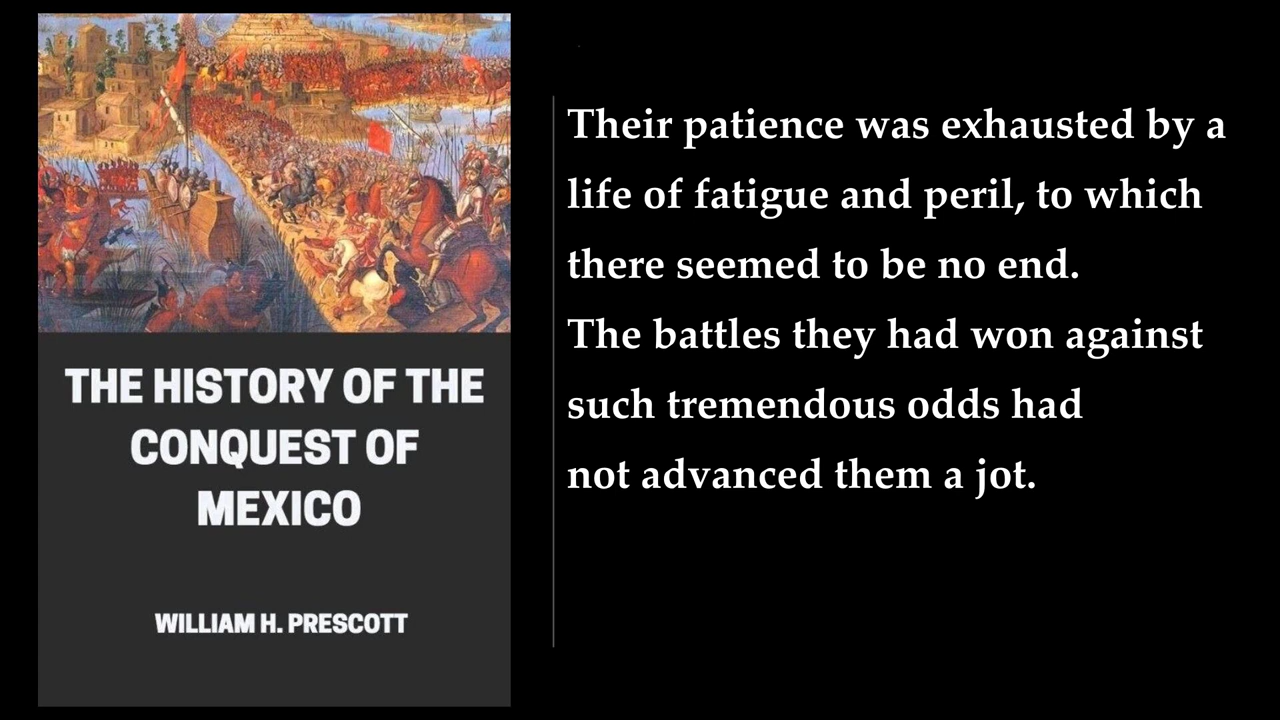 THE HISTORY OF THE
CONQUEST OF
MEXICO
WILLIAM H. PRESCOTT
Their patience was exhausted by a
life of fatigue and peril, to which
there seemed to be no end.
The battles they had won against
such tremendous odds had
not advanced them a jot.